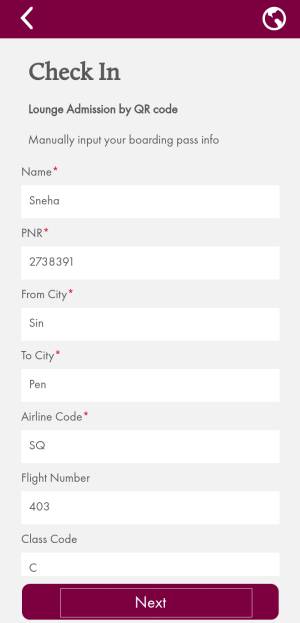 Check In
Lounge Admission by QR code
Manually input your boarding pass info
Name*
Sneha
PNR*
2738391
From City*
Sin
To City*
Pen
Airline Code*
SQ
Flight Number
403
Class Code
C
Next